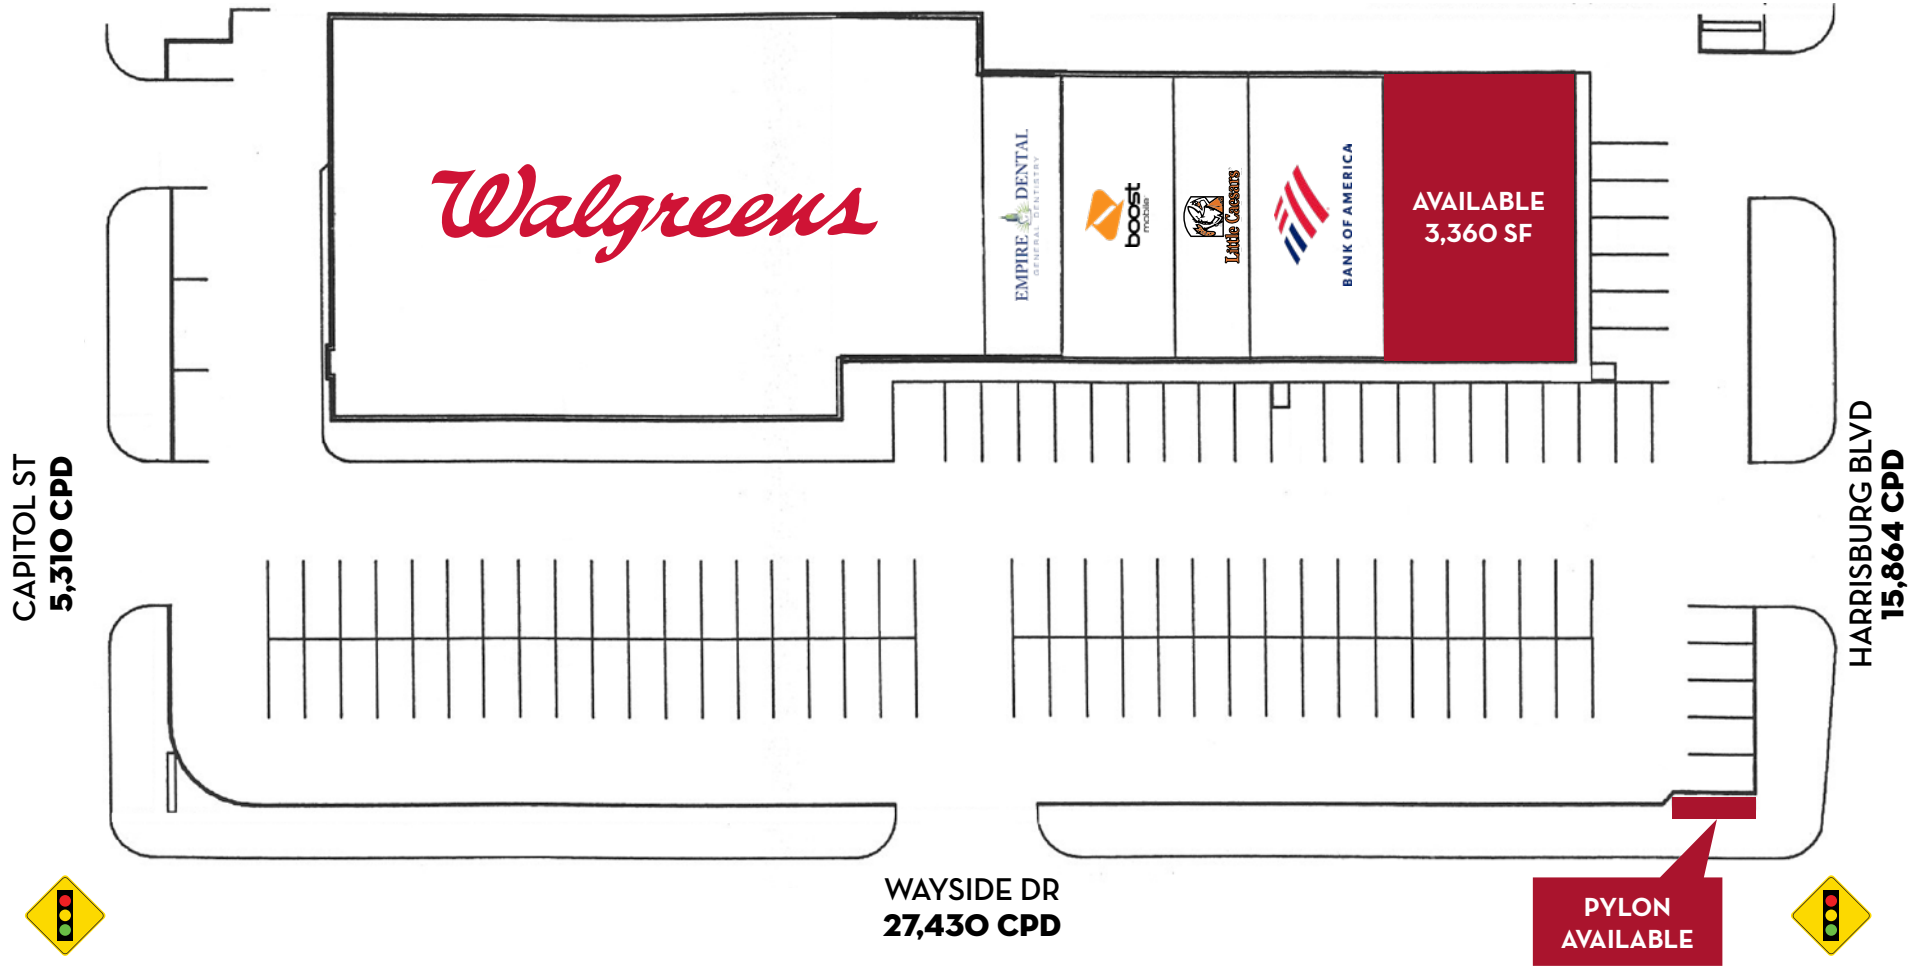 Walgreens
EMPIRE DENTAL
GENERAL DENTISTRY
boost
mobile
Little Caesars
BANK OF AMERICA
AVAILABLE
3,360 SF
CAPITOL ST
5,310 CPD
HARRISBURG BLVD
15,864 CPD
WAYSIDE DR
27,430 CPD
PYLON
AVAILABLE